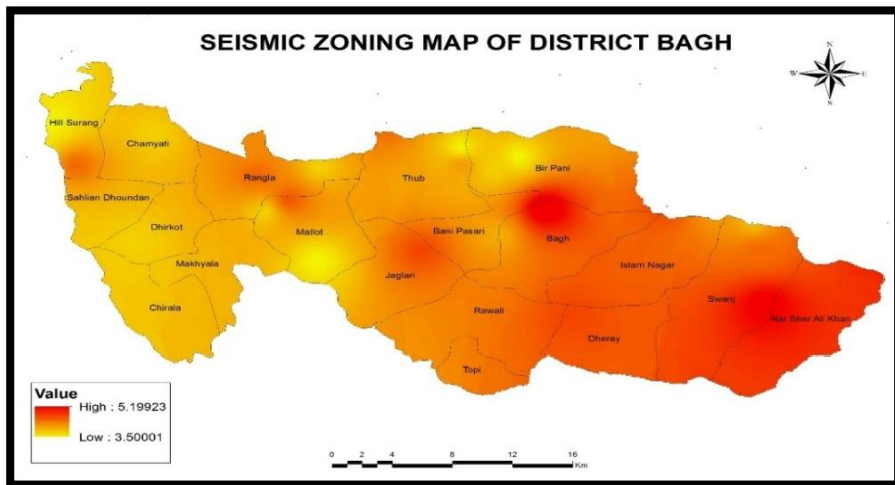 SEISMIC ZONING MAP OF DISTRICT BAGH
N
W E
S
Hill Surang
Chamyati
Rangla
Thub
Bir Pani
Sahlian Dhoundan
Dhirkot
Mallot
Bani Pasari
Bagh
Makhyala
Jaglari
Islam Nagar
Chirala
Rawali
Swanj
Nar Sher Ali Khan
Dheray
Topi
Value
High : 5.19923
Low : 3.50001
0 1 2 4 8 12 16
Km